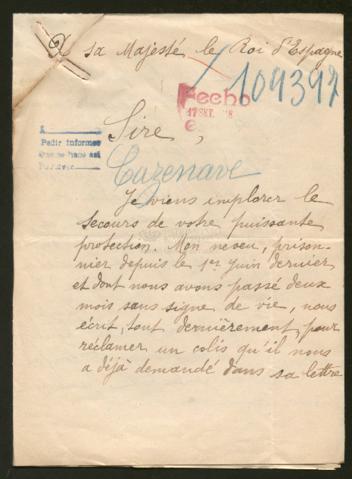 A sa Majesté le Roi d'Espagne
109397
Fecho
17 SET.
Sire,
Pedir informes
Cazenave
Je viens implorer le
secours de votre puissante
protection. Mon neveu, prison-
nier depuis le 1er Juin dernier
et dont nous avons passé deux
mois sans signe de vie, nous
écrit, tout dernièrement, pour
réclamer un colis qu'il nous
a déjà demandé dans sa lettre